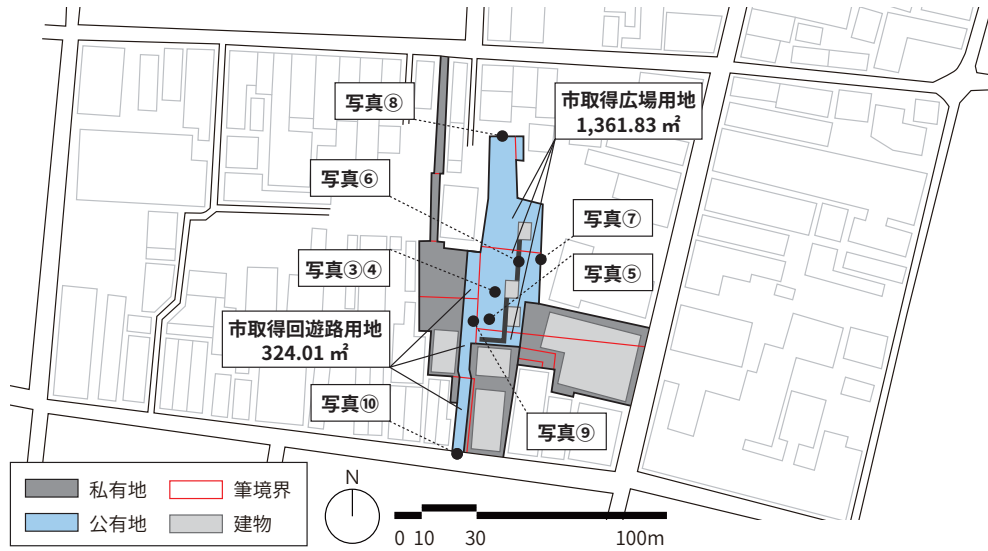 写真⑧
市取得広場用地
1,361.83 ㎡
写真⑥
写真⑦
写真③④
写真⑤
市取得回遊路用地
324.01 ㎡
写真⑩
写真⑨
私有地
筆境界
公有地
建物
N
0 10 30 100m